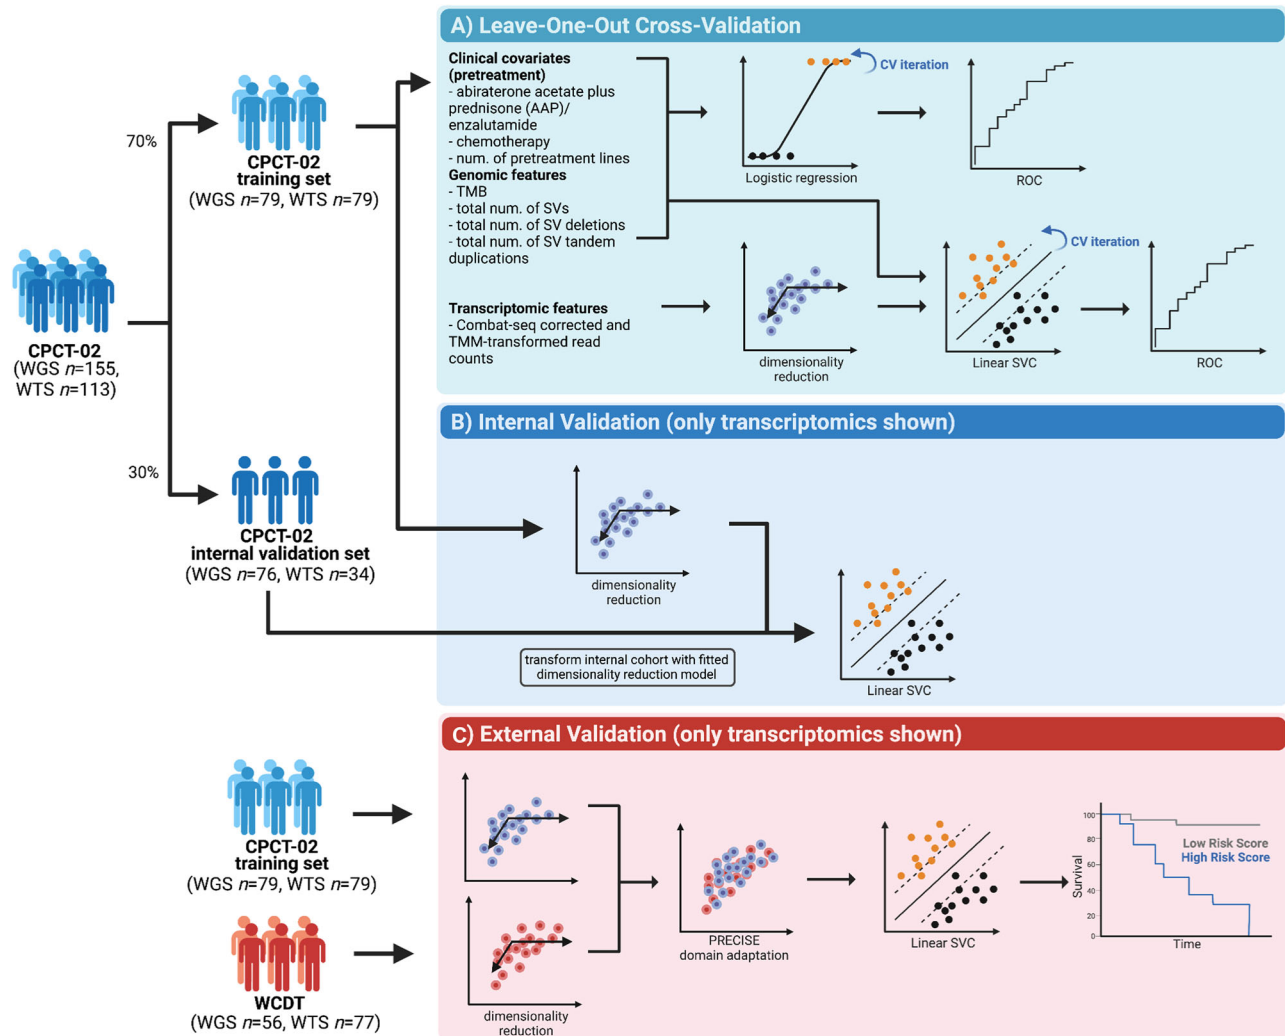 A) Leave-One-Out Cross-Validation
Clinical covariates
(pretreatment)
- abiraterone acetate plus
prednisone (AAP)/
enzalutamide
- chemotherapy
- num. of pretreatment lines
Genomic features
- TMB
- total num. of SVs
- total num. of SV deletions
- total num. of SV tandem
duplications
Transcriptomic features
- Combat-seq corrected and
TMM-transformed read
counts
CV iteration
Logistic regression
ROC
dimensionality
reduction
CV iteration
Linear SVC
ROC
70%
CPCT-02
training set
(WGS n=79, WTS n=79)
CPCT-02
(WGS n=155,
WTS n=113)
30%
CPCT-02
internal validation set
(WGS n=76, WTS n=34)
B) Internal Validation (only transcriptomics shown)
dimensionality
reduction
transform internal cohort with fitted
dimensionality reduction model
Linear SVC
C) External Validation (only transcriptomics shown)
CPCT-02
training set
(WGS n=79, WTS n=79)
WCDT
(WGS n=56, WTS n=77)
dimensionality
reduction
PRECISE
domain adaptation
Linear SVC
Survival
100
80
60
40
20
0
Low Risk Score
High Risk Score
Time